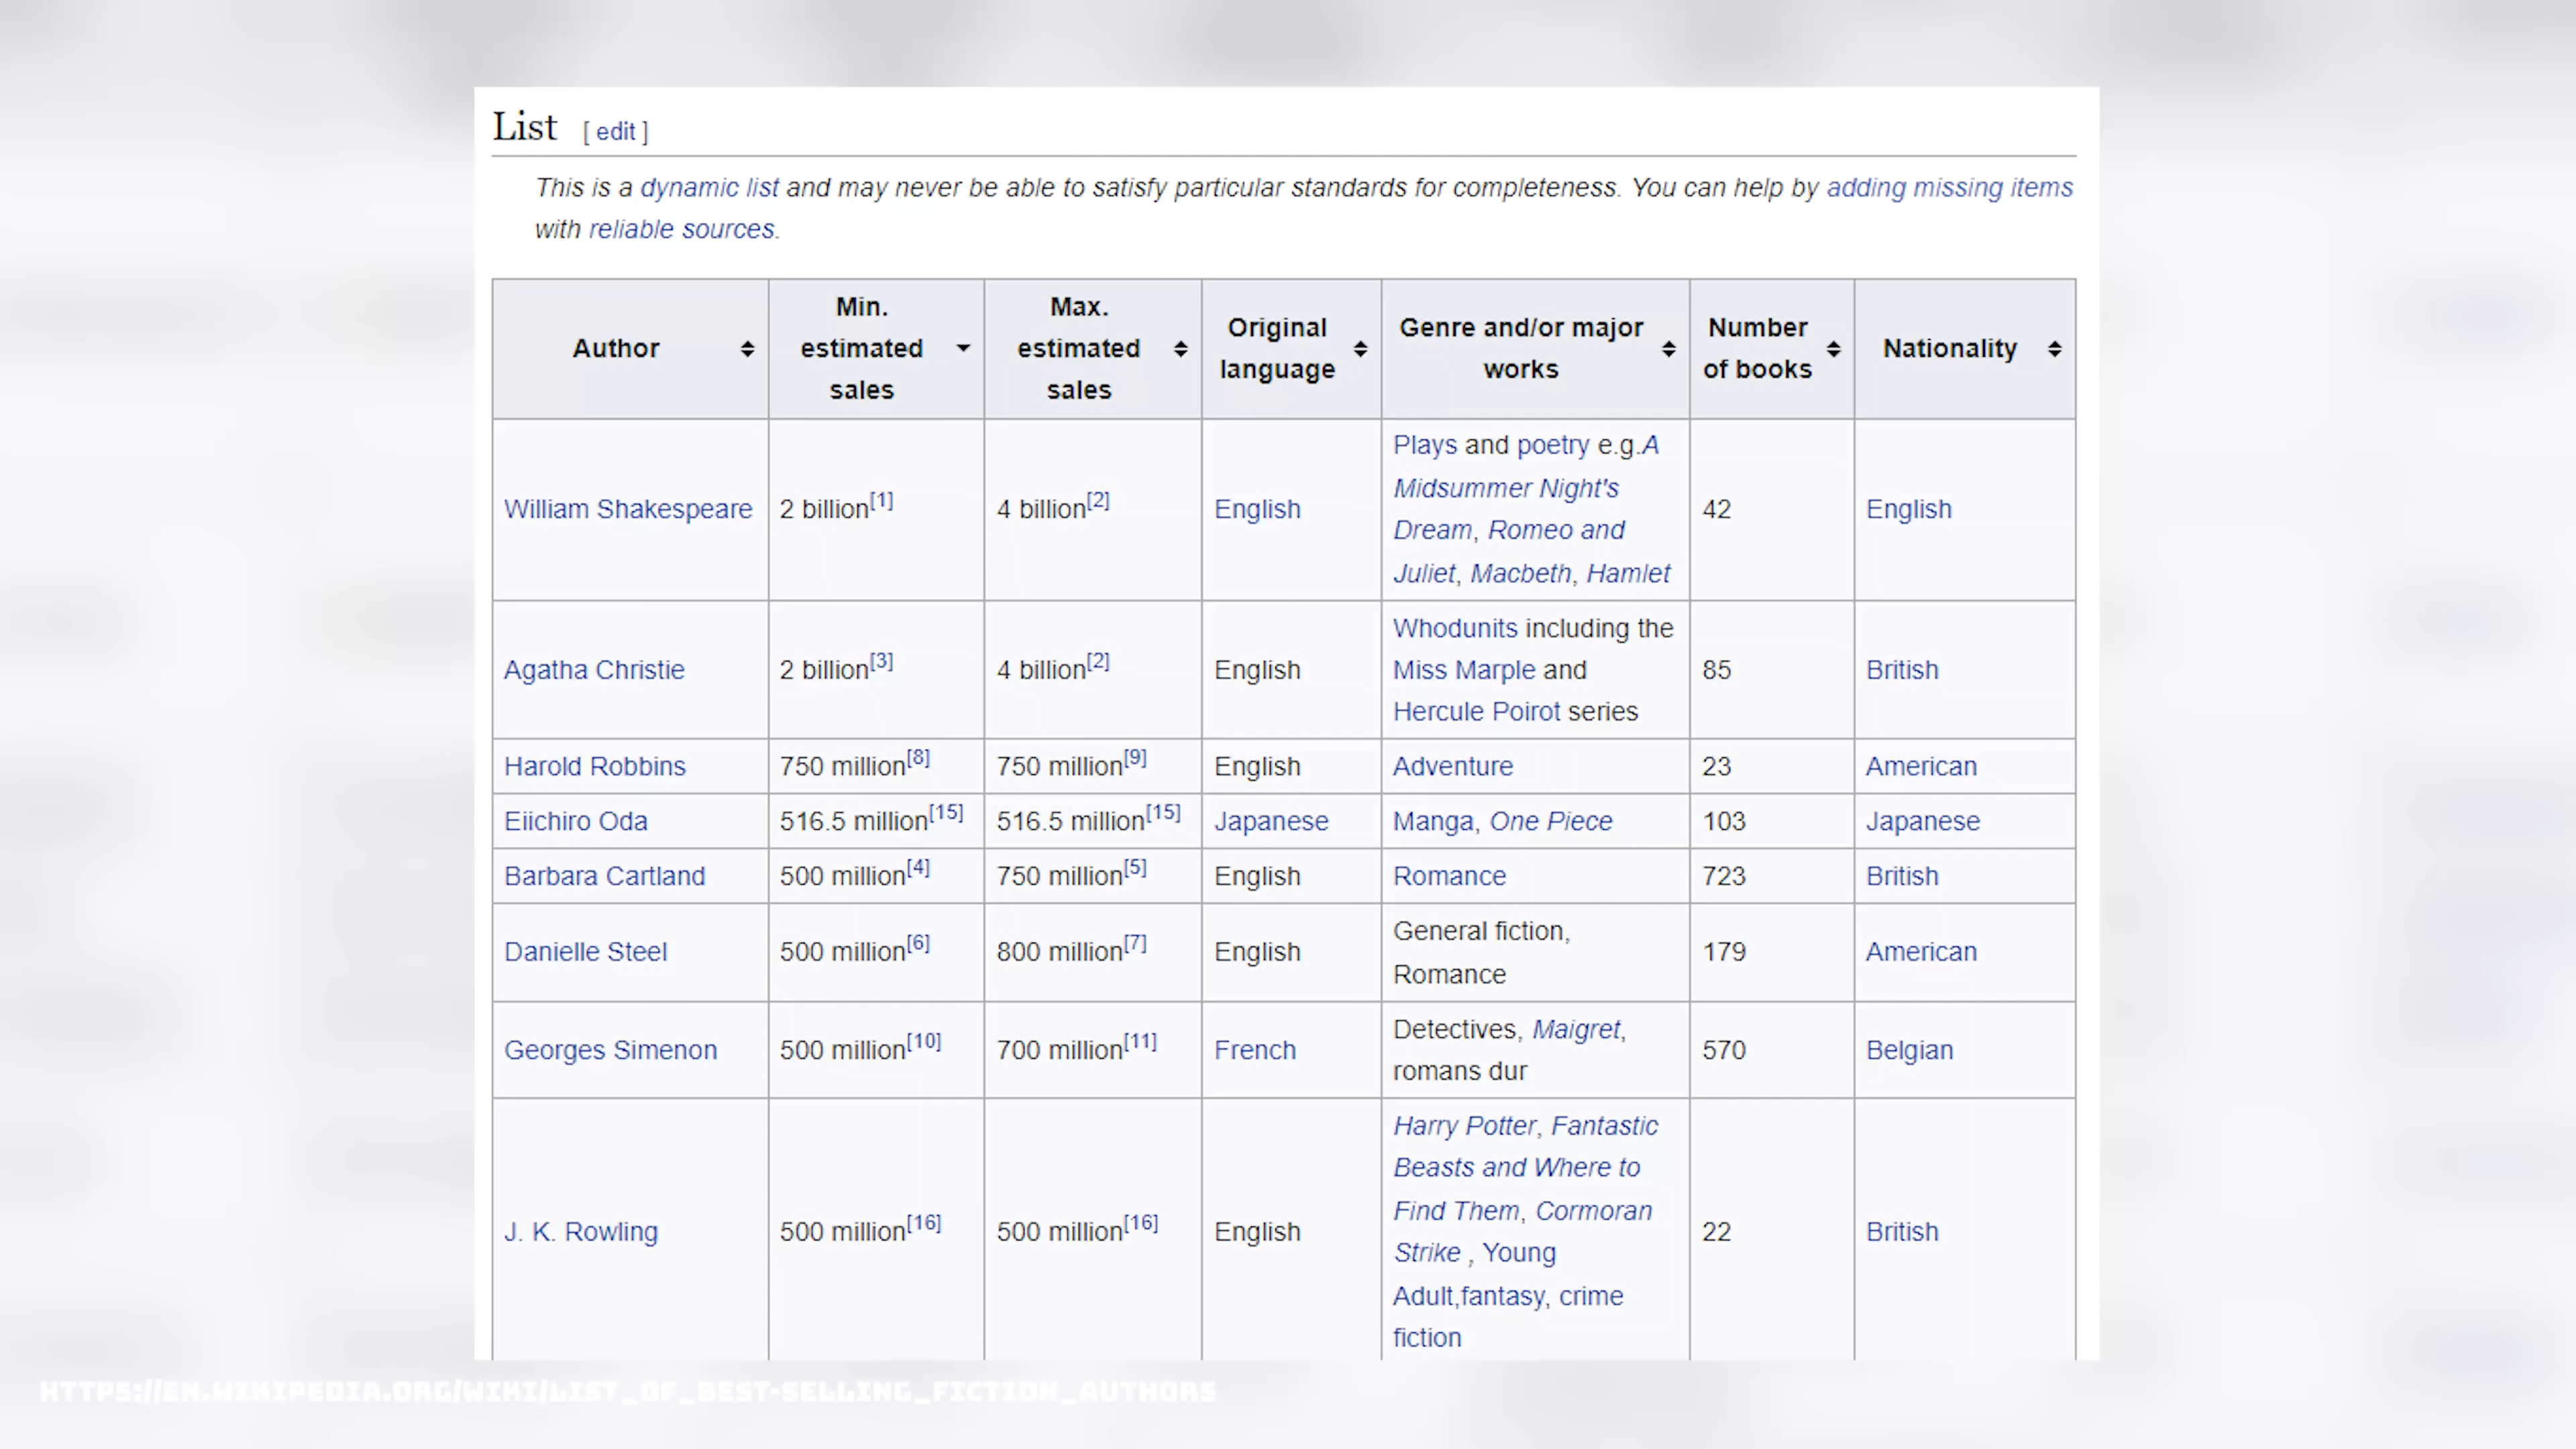 List [ edit ]
This is a dynamic list and may never be able to satisfy particular standards for completeness. You can help by adding missing items
with reliable sources.
Author
Min. estimated sales
Max. estimated sales
Original language
Genre and/or major works
Number of books
Nationality
William Shakespeare
2 billion[1]
4 billion[2]
English
Plays and poetry e.g.A
Midsummer Night's
Dream, Romeo and
Juliet, Macbeth, Hamlet
42
English
Agatha Christie
2 billion[3]
4 billion[2]
English
Whodunits including the
Miss Marple and
Hercule Poirot series
85
British
Harold Robbins
750 million[8]
750 million[9]
English
Adventure
23
American
Eiichiro Oda
516.5 million[15]
516.5 million[15]
Japanese
Manga, One Piece
103
Japanese
Barbara Cartland
500 million[4]
750 million[5]
English
Romance
723
British
Danielle Steel
500 million[6]
800 million[7]
English
General fiction,
Romance
179
American
Georges Simenon
500 million[10]
700 million[11]
French
Detectives, Maigret,
romans dur
570
Belgian
J. K. Rowling
500 million[16]
500 million[16]
English
Harry Potter, Fantastic
Beasts and Where to
Find Them, Cormoran
Strike , Young
Adult,fantasy, crime
fiction
22
British
HTTPS://EN.WIKIPEDIA.ORG/WIKI/LIST_OF_BEST-SELLING_FICTION_AUTHORS